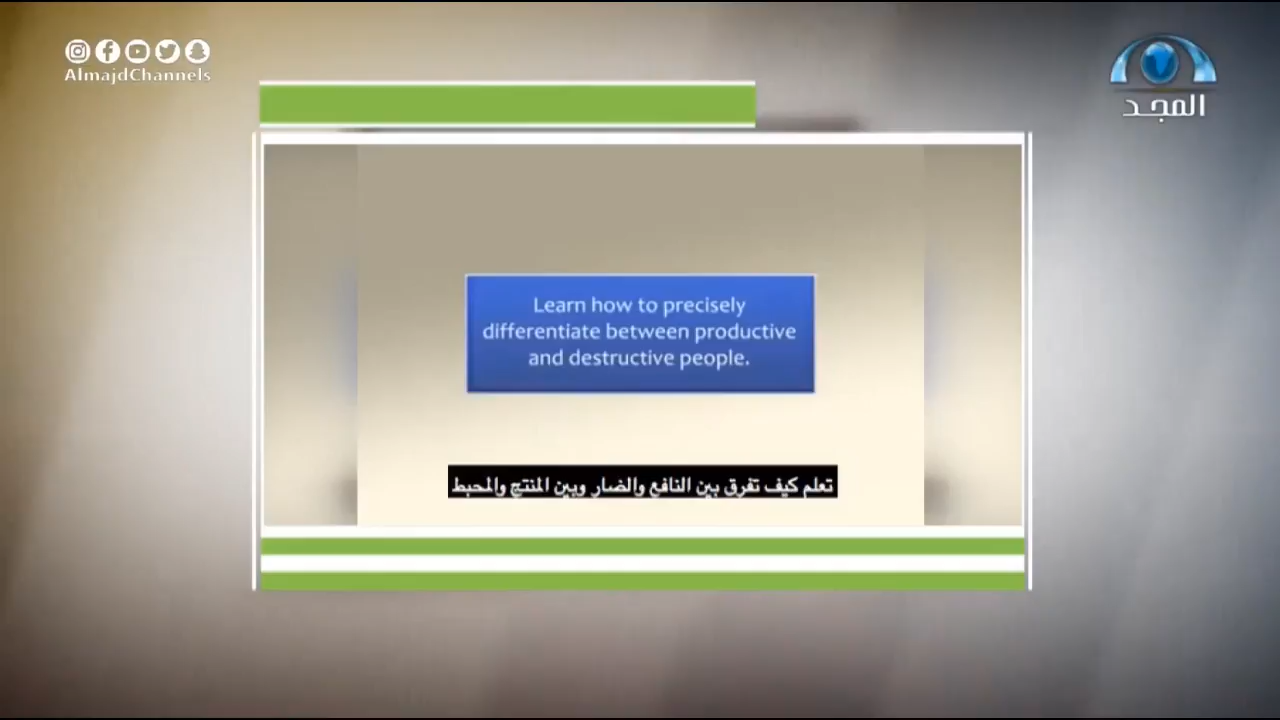 AlmajdChannels
المجد
Learn how to precisely
differentiate between productive
and destructive people.
تعلم كيف تفرق بين النافع والضار وبين المنتج والمحبط